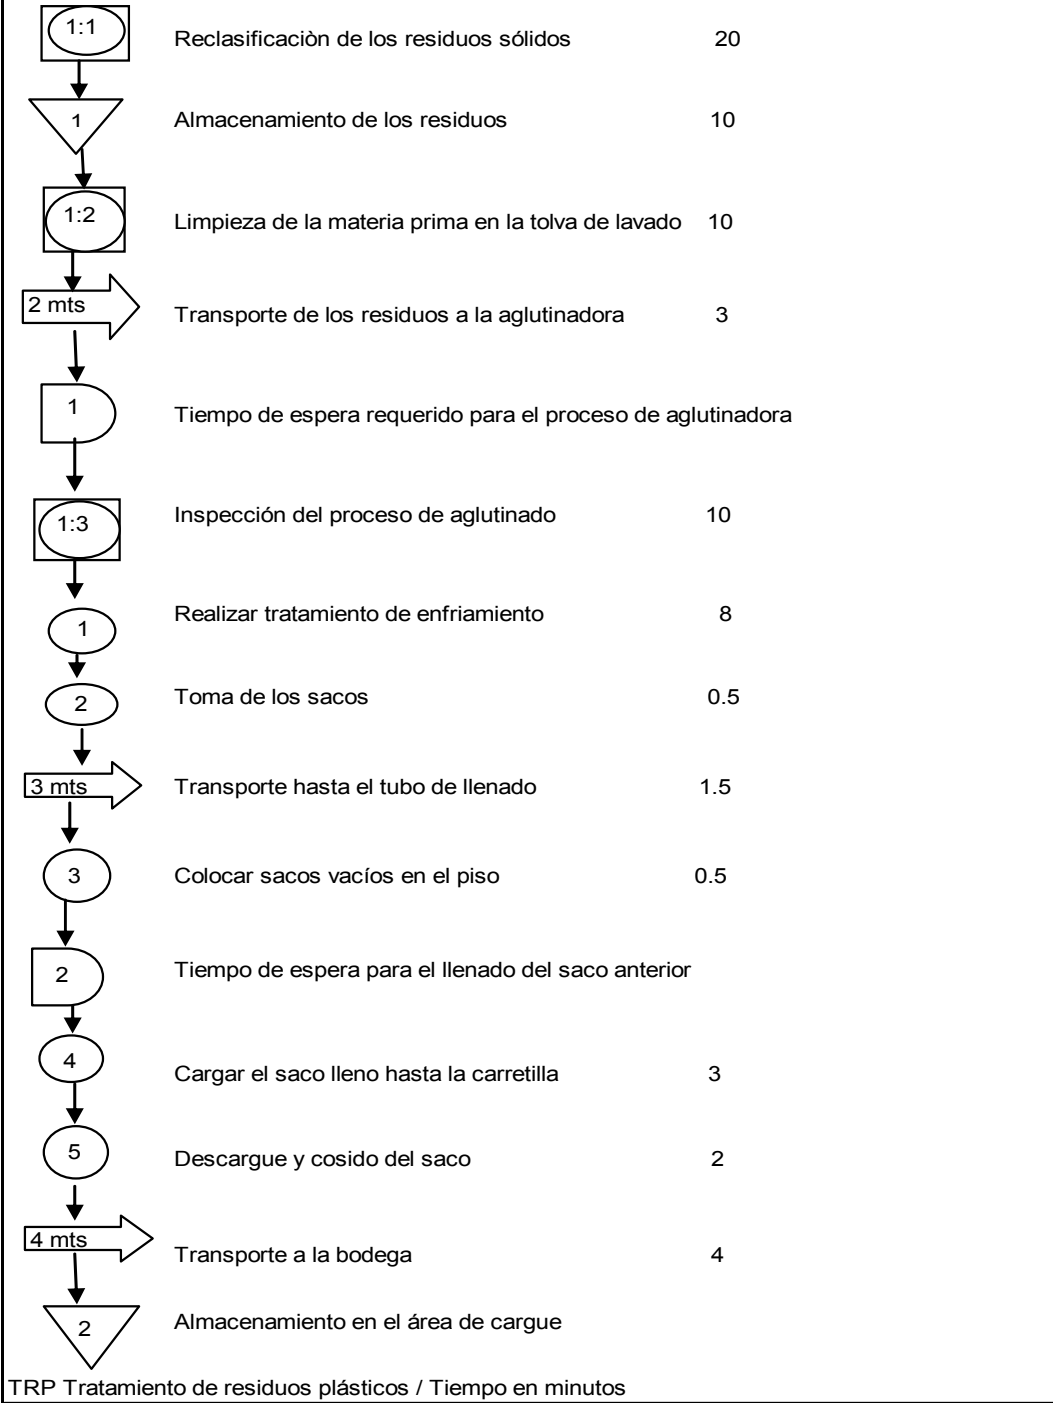 1:1 Reclasificaciòn de los residuos sólidos 20
1 Almacenamiento de los residuos 10
1:2 Limpieza de la materia prima en la tolva de lavado 10
2 mts Transporte de los residuos a la aglutinadora 3
1 Tiempo de espera requerido para el proceso de aglutinadora
1:3 Inspección del proceso de aglutinado 10
1 Realizar tratamiento de enfriamiento 8
2 Toma de los sacos 0.5
3 mts Transporte hasta el tubo de llenado 1.5
3 Colocar sacos vacíos en el piso 0.5
2 Tiempo de espera para el llenado del saco anterior
4 Cargar el saco lleno hasta la carretilla 3
5 Descargue y cosido del saco 2
4 mts Transporte a la bodega 4
2 Almacenamiento en el área de cargue
TRP Tratamiento de residuos plásticos / Tiempo en minutos